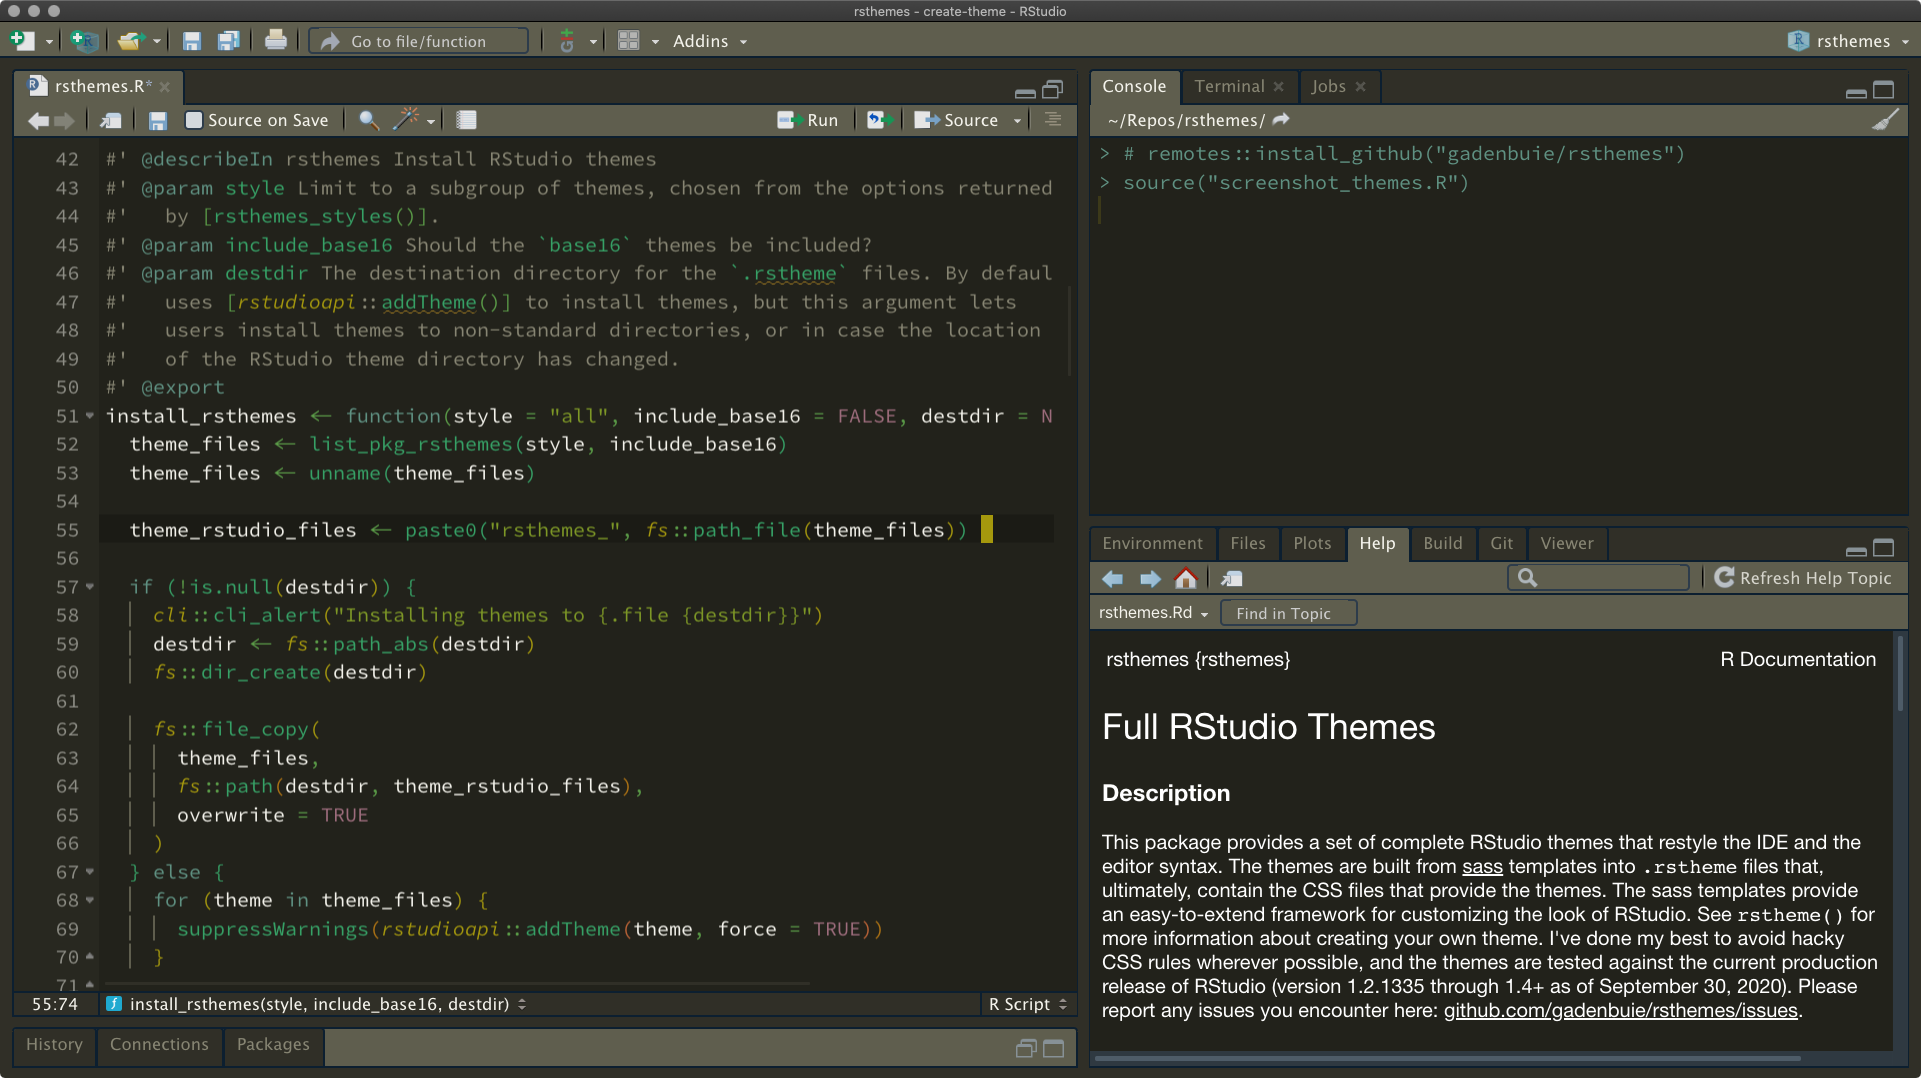 rsthemes - create-theme - RStudio
Go to file/function
Addins
rsthemes
rsthemes.R*
Source on Save
Run
Source
42 #' @describeIn rsthemes Install RStudio themes
43 #' @param style Limit to a subgroup of themes, chosen from the options returned
44 #'   by [rsthemes_styles()].
45 #' @param include_base16 Should the `base16` themes be included?
46 #' @param destdir The destination directory for the `.rstheme` files. By defaul
47 #'   uses [rstudioapi::addTheme()] to install themes, but this argument lets
48 #'   users install themes to non-standard directories, or in case the location
49 #'   of the RStudio theme directory has changed.
50 #' @export
51 install_rsthemes <- function(style = "all", include_base16 = FALSE, destdir = N
52   theme_files <- list_pkg_rsthemes(style, include_base16)
53   theme_files <- unname(theme_files)
54
55   theme_rstudio_files <- paste0("rsthemes_", fs::path_file(theme_files))
56
57   if (!is.null(destdir)) {
58     cli::cli_alert("Installing themes to {.file {destdir}}")
59     destdir <- fs::path_abs(destdir)
60     fs::dir_create(destdir)
61
62     fs::file_copy(
63       theme_files,
64       fs::path(destdir, theme_rstudio_files),
65       overwrite = TRUE
66     )
67   } else {
68     for (theme in theme_files) {
69       suppressWarnings(rstudioapi::addTheme(theme, force = TRUE))
70     }
71
55:74
install_rsthemes(style, include_base16, destdir)
R Script
History
Connections
Packages
Console
Terminal
Jobs
~/Repos/rsthemes/
> # remotes::install_github("gadenbuie/rsthemes")
> source("screenshot_themes.R")
Environment
Files
Plots
Help
Build
Git
Viewer
Refresh Help Topic
rsthemes.Rd
Find in Topic
rsthemes {rsthemes}
R Documentation
Full RStudio Themes
Description
This package provides a set of complete RStudio themes that restyle the IDE and the
editor syntax. The themes are built from sass templates into .rstheme files that,
ultimately, contain the CSS files that provide the themes. The sass templates provide
an easy-to-extend framework for customizing the look of RStudio. See rstheme() for
more information about creating your own theme. I've done my best to avoid hacky
CSS rules wherever possible, and the themes are tested against the current production
release of RStudio (version 1.2.1335 through 1.4+ as of September 30, 2020). Please
report any issues you encounter here: github.com/gadenbuie/rsthemes/issues.